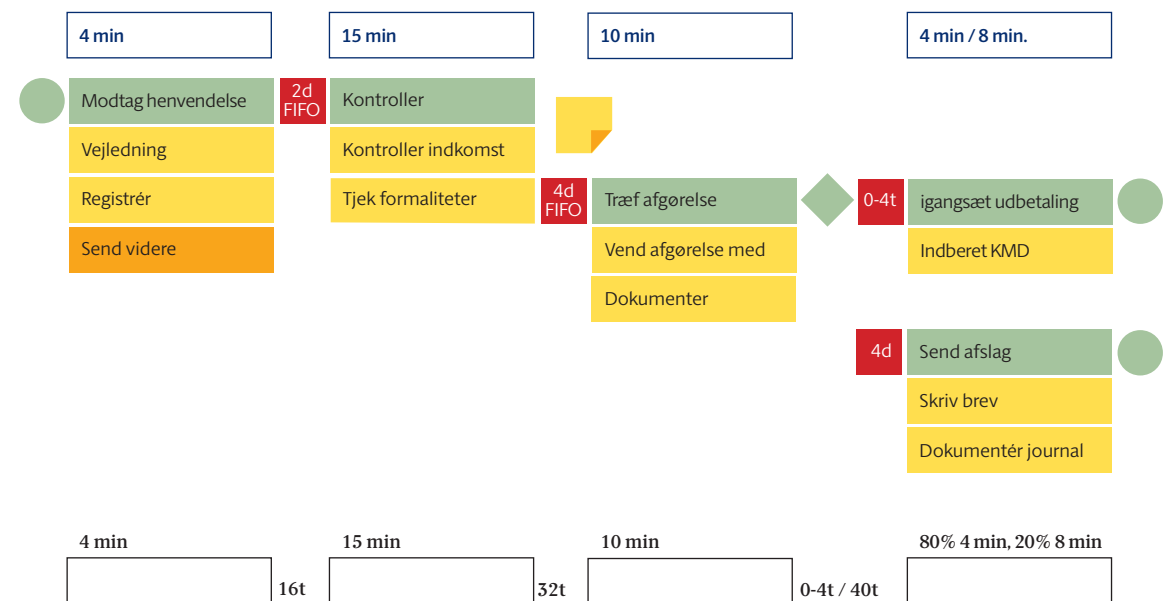 4 min
15 min
10 min
4 min / 8 min.
Modtag henvendelse
Vejledning
Registrér
Send videre
2d
FIFO
Kontroller
Kontroller indkomst
Tjek formaliteter
4d
FIFO
Træf afgørelse
Vend afgørelse med
Dokumenter
0-4t
igangsæt udbetaling
Indberet KMD
4d
Send afslag
Skriv brev
Dokumentér journal
4 min
15 min
10 min
80% 4 min, 20% 8 min
16t
32t
0-4t / 40t